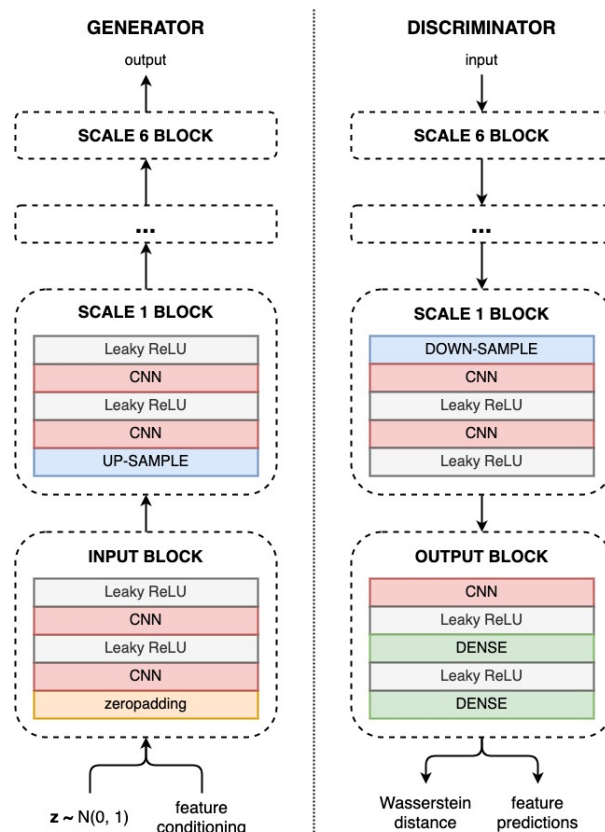 GENERATOR
output
SCALE 6 BLOCK
...
SCALE 1 BLOCK
Leaky ReLU
CNN
Leaky ReLU
CNN
UP-SAMPLE
INPUT BLOCK
Leaky ReLU
CNN
Leaky ReLU
CNN
zeropadding
z ~ N(0, 1)
feature
conditioning
DISCRIMINATOR
input
SCALE 6 BLOCK
...
SCALE 1 BLOCK
DOWN-SAMPLE
CNN
Leaky ReLU
CNN
Leaky ReLU
OUTPUT BLOCK
CNN
Leaky ReLU
DENSE
Leaky ReLU
DENSE
Wasserstein
distance
feature
predictions